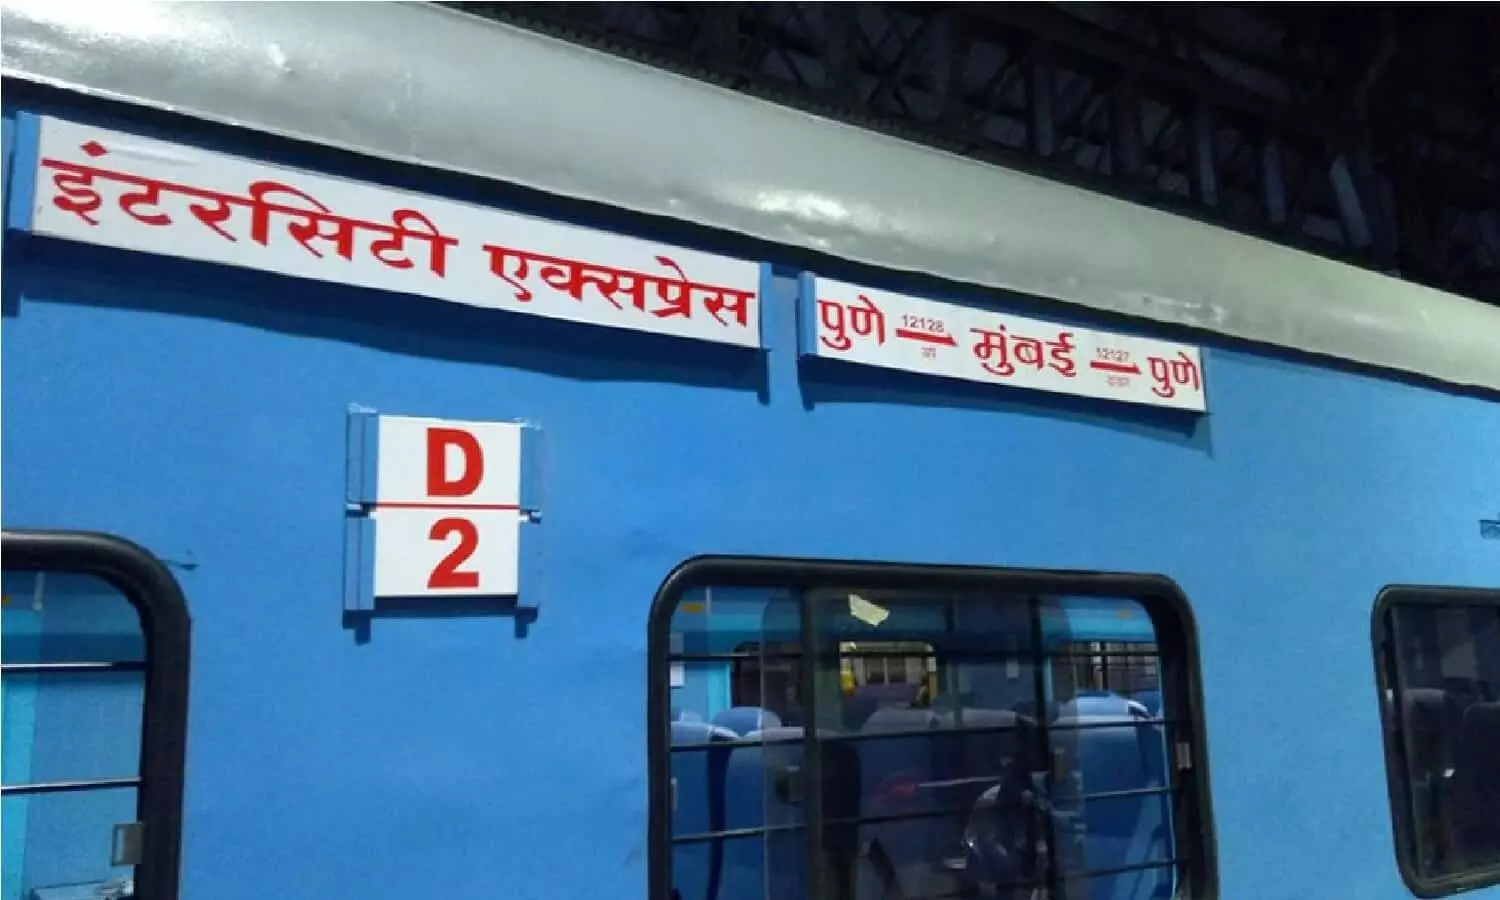 इंटरसिटी एक्सप्रेस
पुणे 12128 मुंबई 12127 पुणे
D
2